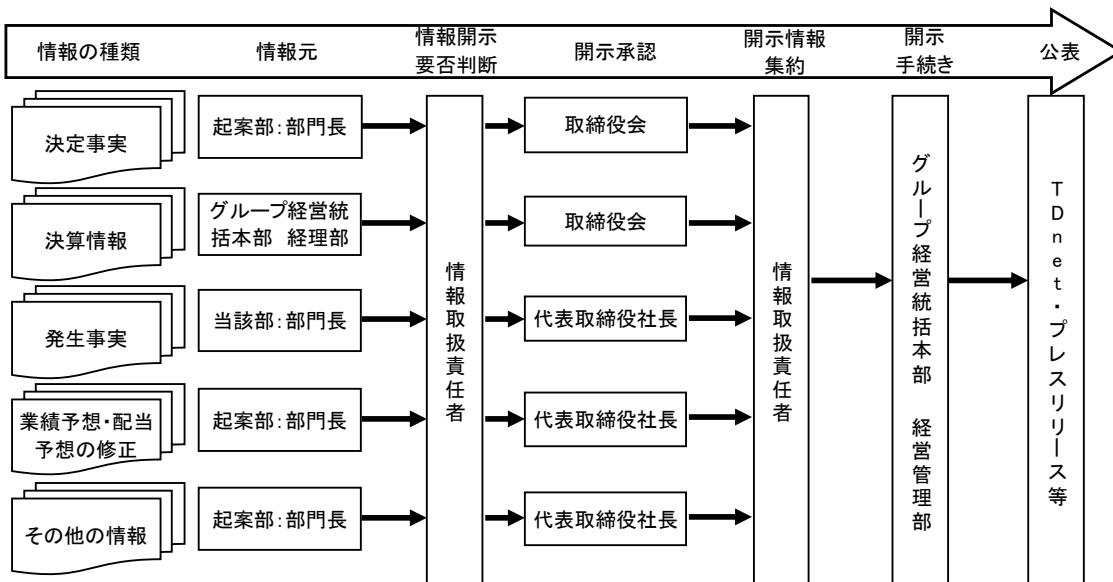 情報の種類
情報元
情報開示
要否判断
開示承認
開示情報
集約
開示
手続き
公表
決定事実
起案部：部門長
取締役会
決算情報
グループ経営統
括本部　経理部
取締役会
発生事実
当該部：部門長
代表取締役社長
業績予想・配当
予想の修正
起案部：部門長
代表取締役社長
その他の情報
起案部：部門長
代表取締役社長
情報取扱責任者
情報取扱責任者
グループ経営統括本部　経営管理部
TDnet・プレスリリース等